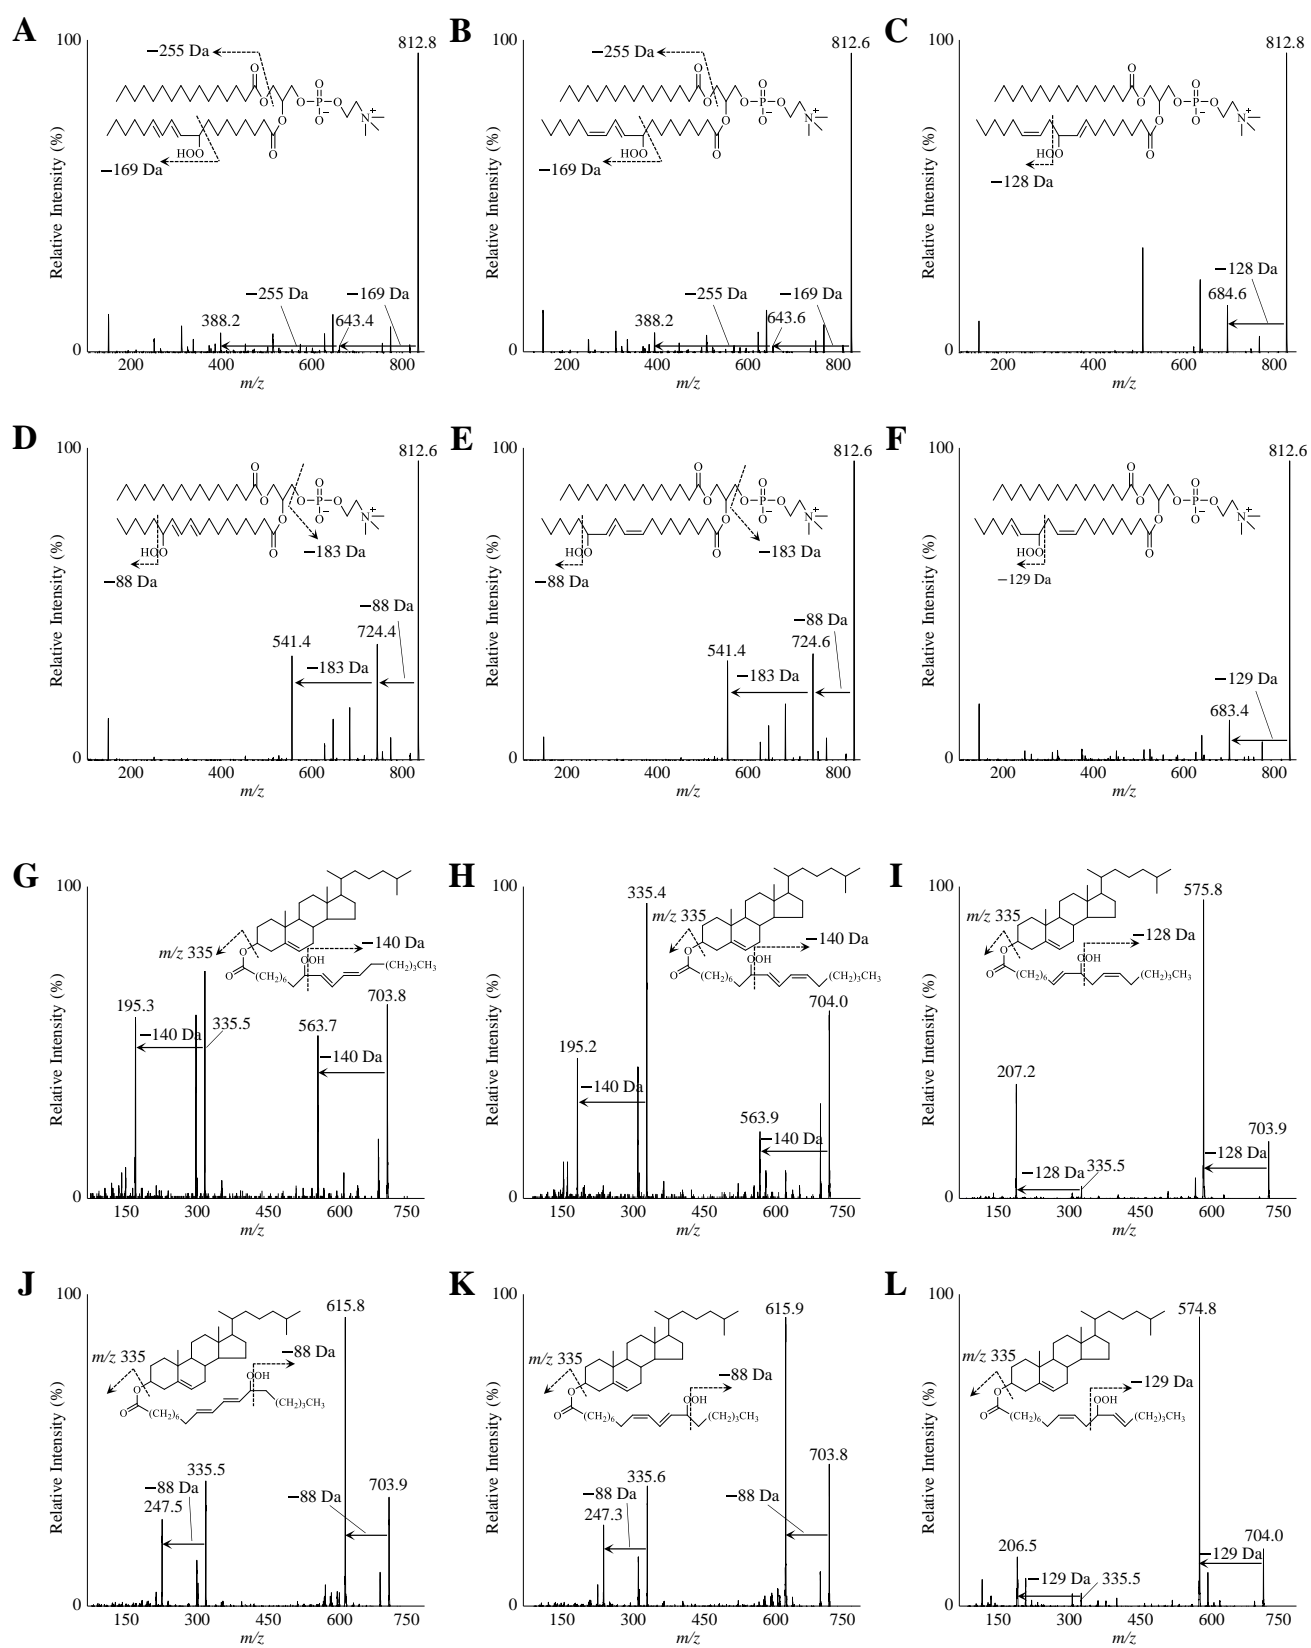 A
100
−255 Da
812.8
O
O
O
O
P
O
O−
N+
O
O
HOO
−169 Da
Relative Intensity (%)
−255 Da
−169 Da
388.2
643.4
0
200
400
600
800
m/z
B
100
−255 Da
812.6
O
O
O
O
P
O
O−
N+
O
O
HOO
−169 Da
Relative Intensity (%)
−255 Da
−169 Da
388.2
643.6
0
200
400
600
800
m/z
C
100
812.8
O
O
O
O
P
O
O−
N+
O
O
HOO
−128 Da
Relative Intensity (%)
−128 Da
684.6
0
200
400
600
800
m/z
D
100
812.6
O
O
O
O
P
O
O−
N+
O
O
HOO
−183 Da
−88 Da
Relative Intensity (%)
−88 Da
724.4
541.4
−183 Da
0
200
400
600
800
m/z
E
100
812.6
O
O
O
O
P
O
O−
N+
O
O
HOO
−183 Da
−88 Da
Relative Intensity (%)
−88 Da
724.6
541.4
−183 Da
0
200
400
600
800
m/z
F
100
812.6
O
O
O
O
P
O
O−
N+
O
O
HOO
−129 Da
Relative Intensity (%)
−129 Da
683.4
0
200
400
600
800
m/z
G
100
m/z 335
−140 Da
O
OOH
O
(CH2)6
(CH2)3CH3
703.8
195.3
335.5
563.7
−140 Da
−140 Da
Relative Intensity (%)
0
150
300
450
600
750
m/z
H
100
335.4
m/z 335
−140 Da
O
OOH
O
(CH2)6
(CH2)3CH3
704.0
195.2
−140 Da
563.9
−140 Da
Relative Intensity (%)
0
150
300
450
600
750
m/z
I
100
575.8
m/z 335
−128 Da
O
OOH
O
(CH2)6
(CH2)3CH3
207.2
703.9
−128 Da
−128 Da
335.5
Relative Intensity (%)
0
150
300
450
600
750
m/z
J
100
615.8
m/z 335
−88 Da
OOH
O
O
(CH2)6
(CH2)3CH3
335.5
−88 Da
703.9
247.5
−88 Da
Relative Intensity (%)
0
150
300
450
600
750
m/z
K
100
615.9
m/z 335
−88 Da
O
OOH
O
(CH2)6
(CH2)3CH3
703.8
335.6
−88 Da
−88 Da
247.3
Relative Intensity (%)
0
150
300
450
600
750
m/z
L
100
574.8
m/z 335
−129 Da
O
OOH
O
(CH2)6
(CH2)3CH3
206.5
704.0
−129 Da
−129 Da
335.5
Relative Intensity (%)
0
150
300
450
600
750
m/z